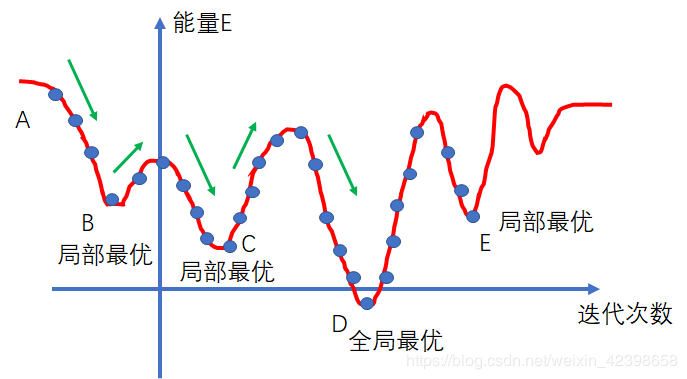 能量E
A
B
局部最优
C
局部最优
E
局部最优
D
全局最优
迭代次数
https://blog.csdn.net/weixin_42398658